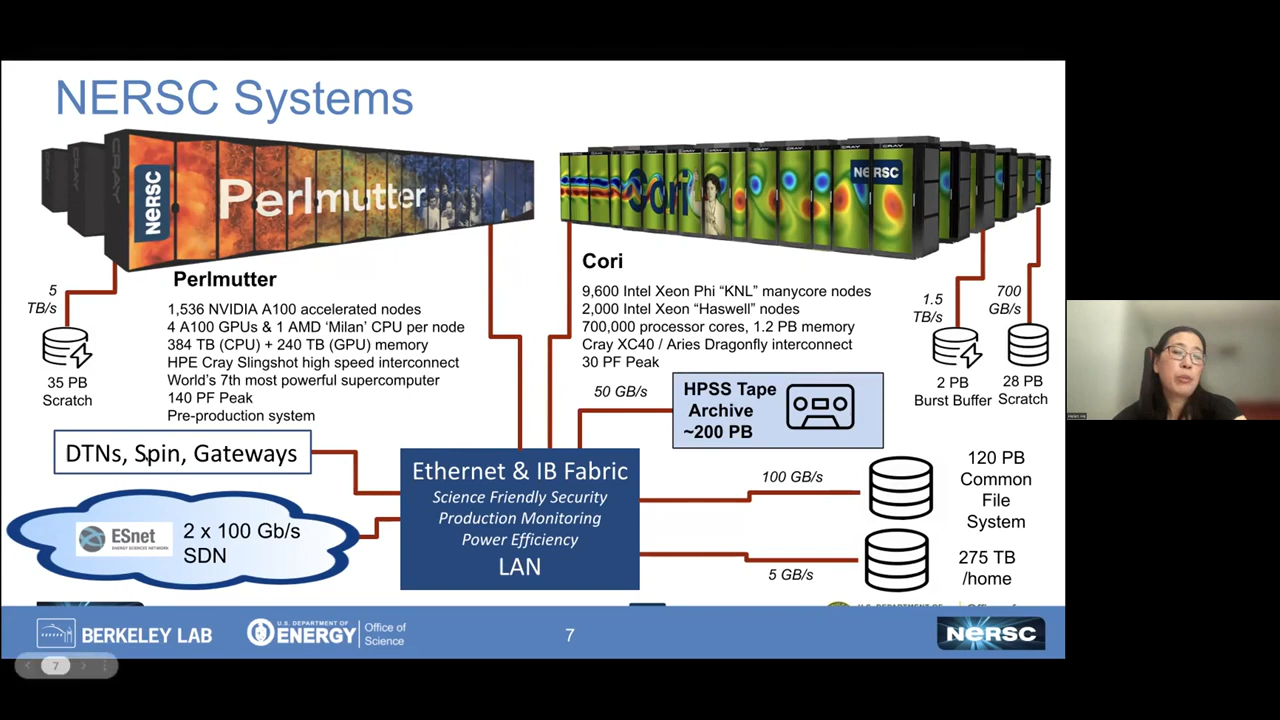 NERSC Systems
CRAY
NERSC
Perlmutter
Cori
CRAY
NERSC
5
TB/s
35 PB
Scratch
Perlmutter
1,536 NVIDIA A100 accelerated nodes
4 A100 GPUs & 1 AMD ‘Milan’ CPU per node
384 TB (CPU) + 240 TB (GPU) memory
HPE Cray Slingshot high speed interconnect
World's 7th most powerful supercomputer
140 PF Peak
Pre-production system
Cori
9,600 Intel Xeon Phi “KNL” manycore nodes
2,000 Intel Xeon “Haswell” nodes
700,000 processor cores, 1.2 PB memory
Cray XC40 / Aries Dragonfly interconnect
30 PF Peak
1.5
TB/s
700
GB/s
2 PB
Burst Buffer
28 PB
Scratch
50 GB/s
HPSS Tape
Archive
~200 PB
DTNs, Spin, Gateways
ESnet
ENERGY SCIENCES NETWORK
2 x 100 Gb/s
SDN
Ethernet & IB Fabric
Science Friendly Security
Production Monitoring
Power Efficiency
LAN
100 GB/s
120 PB
Common
File
System
5 GB/s
275 TB
/home
BERKELEY LAB
U.S. DEPARTMENT OF
ENERGY
Office of
Science
7
NERSC
7